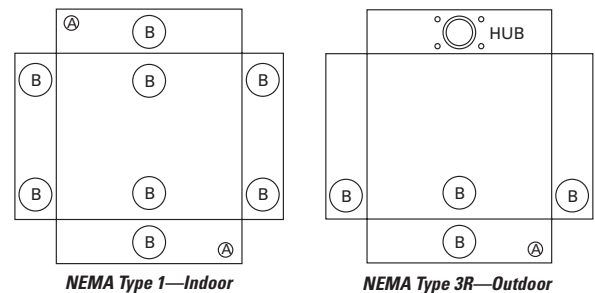 A B
B B B
B B B
B A
NEMA Type 1—Indoor
HUB
B B B
B A
NEMA Type 3R—Outdoor